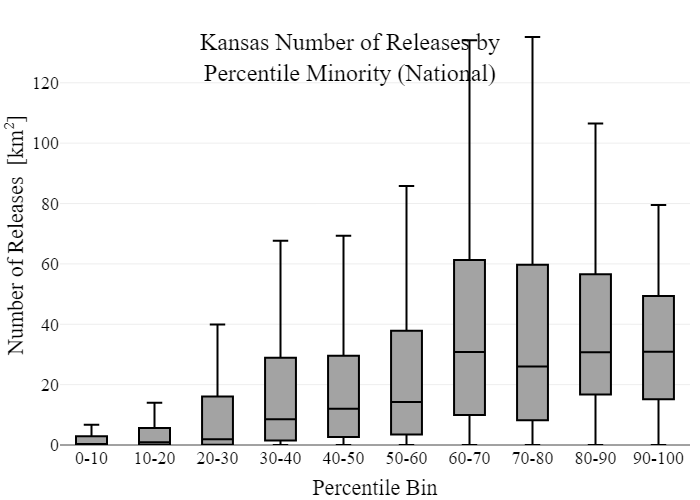 Kansas Number of Releases by
Percentile Minority (National)
Number of Releases [km²]
120
100
80
60
40
20
0
0-10 10-20 20-30 30-40 40-50 50-60 60-70 70-80 80-90 90-100
Percentile Bin